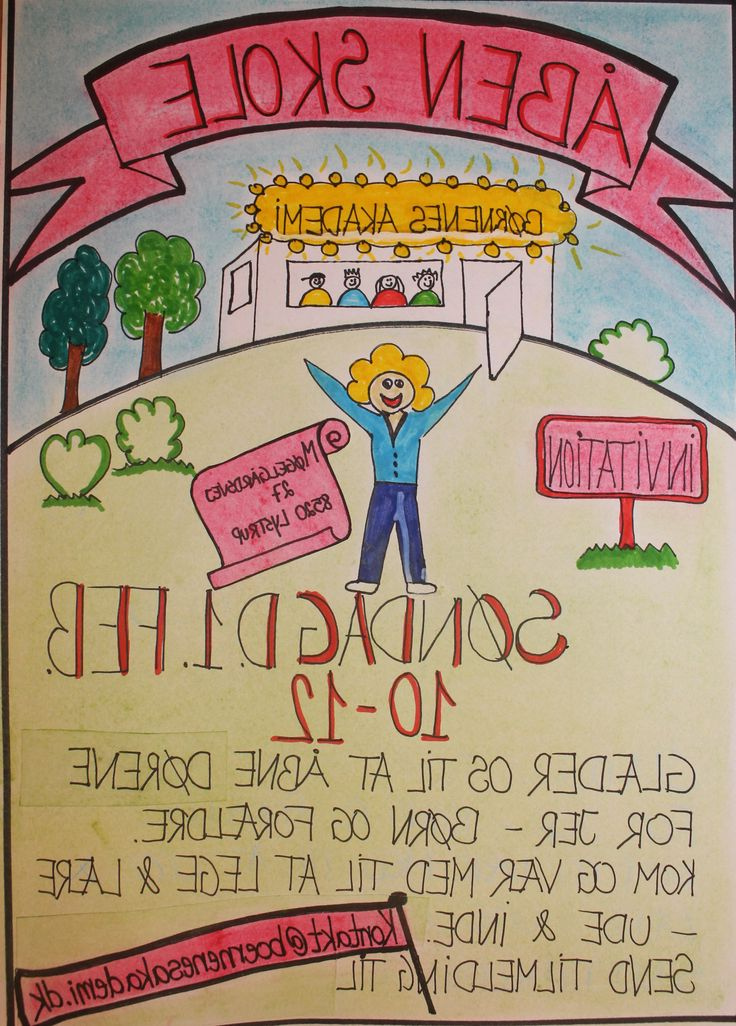 ÅBEN SKOLE
BØRNENES AKADEMi
iNViTATiON
MØGELGÅRDSVEJ
27
8520 LYSTRUP
SØNDAG D. 1. FEB.
10-12
GLÆDER OS TiL AT ÅBNE DØRENE
FOR JER - BØRN OG FORÆLDRE.
KOM OG VÆR MED TiL AT LEGE & LÆRE
- UDE & iNDE.
SEND TiLMELDiNG TiL
Kontakt@boernenesakademi.dk